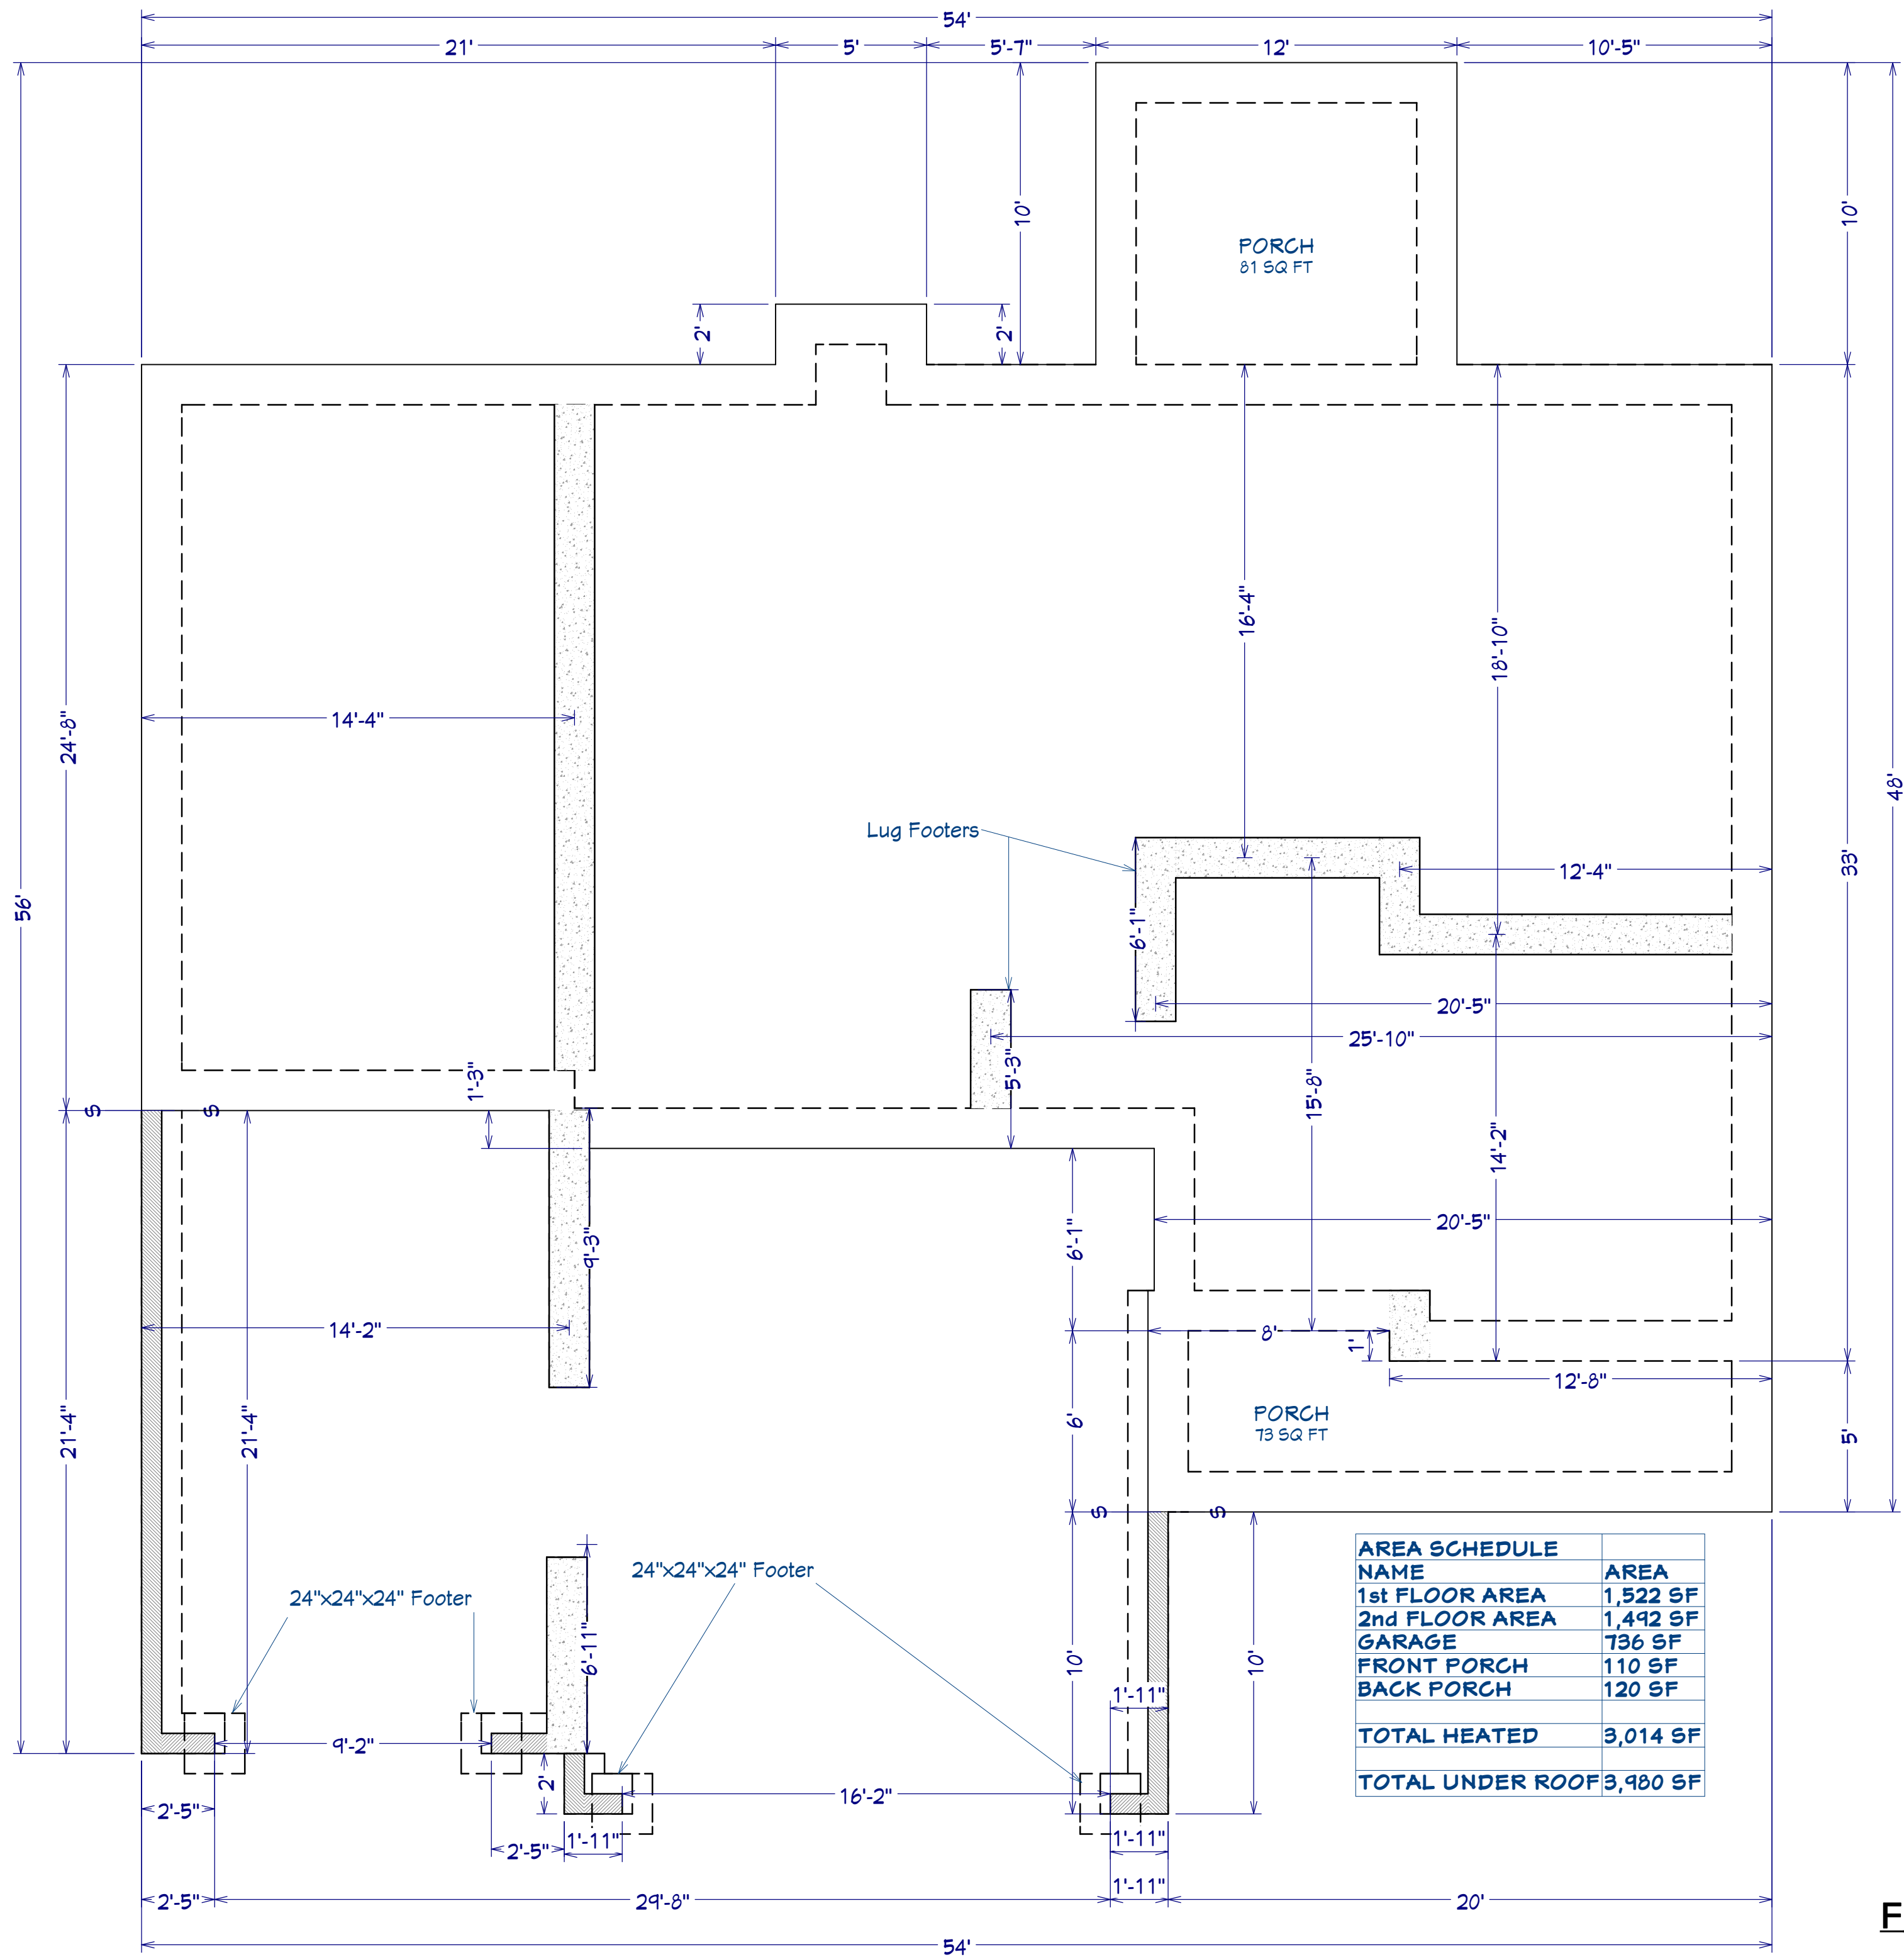 54'
21'
5'
5'-7"
12'
10'-5"
10'
10'
PORCH
81 SQ FT
2'
2'
16'-4"
18'-10"
24'-8"
14'-4"
48'
Lug Footers
33'
12'-4"
56'
6'-1"
20'-5"
25'-10"
5'-3"
1'-3"
15'-8"
S
S
14'-2"
20'-5"
6'-1"
9'-3"
14'-2"
8'
1'
12'-8"
PORCH
73 SQ FT
6'
5'
21'-4"
21'-4"
S
S
AREA SCHEDULE
NAME AREA
1st FLOOR AREA 1,522 SF
2nd FLOOR AREA 1,492 SF
GARAGE 736 SF
FRONT PORCH 110 SF
BACK PORCH 120 SF
TOTAL HEATED 3,014 SF
TOTAL UNDER ROOF 3,980 SF
24"x24"x24" Footer
24"x24"x24" Footer
6'-11"
10'
10'
1'-11"
9'-2"
2'
16'-2"
2'-5"
2'-5"
1'-11"
1'-11"
2'-5"
29'-8"
1'-11"
20'
F
54'